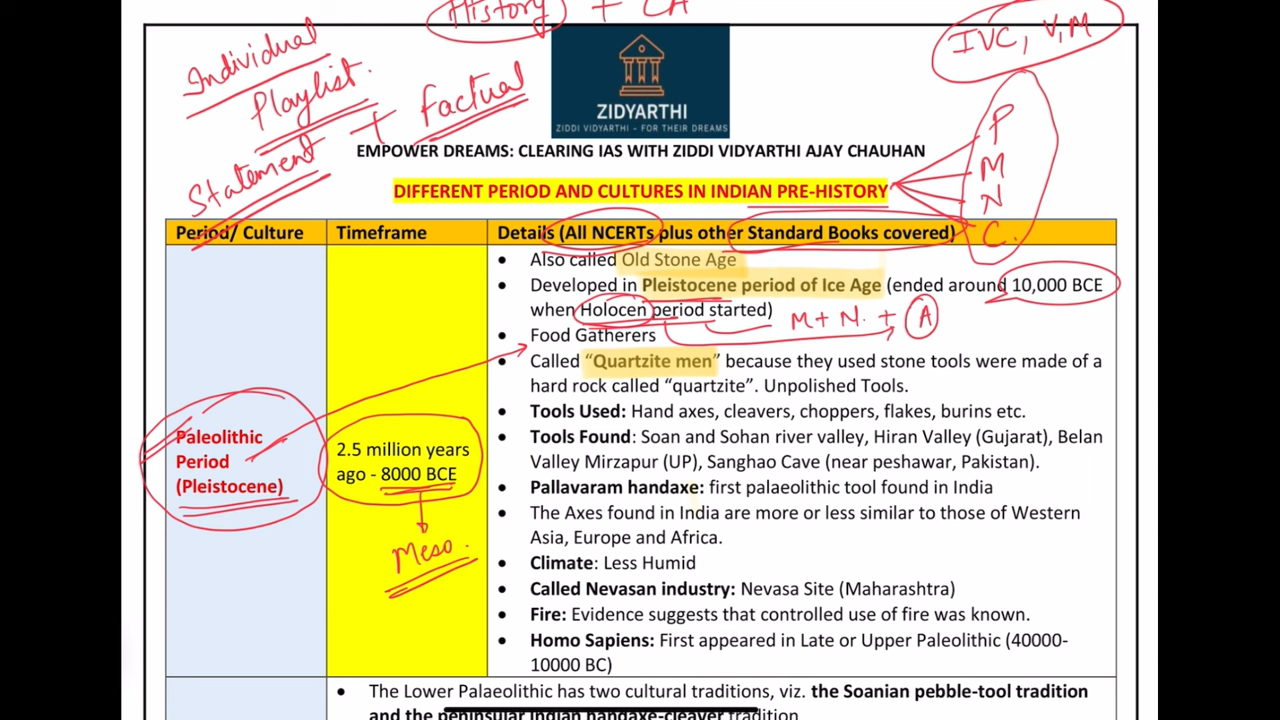 History + CA
IVC, V, M
Individual
Playlist.
Statement + factual
P
M
N
C.
ZIDYARTHI
ZIDDI VIDYARTHI - FOR THEIR DREAMS
EMPOWER DREAMS: CLEARING IAS WITH ZIDDI VIDYARTHI AJAY CHAUHAN
DIFFERENT PERIOD AND CULTURES IN INDIAN PRE-HISTORY
Period/ Culture
Timeframe
Details (All NCERTs plus other Standard Books covered)
Paleolithic
Period
(Pleistocene)
2.5 million years
ago - 8000 BCE
Meso.
• Also called Old Stone Age
• Developed in Pleistocene period of Ice Age (ended around 10,000 BCE
when Holocen period started)
M + N. + A
• Food Gatherers
• Called “Quartzite men” because they used stone tools were made of a
hard rock called “quartzite”. Unpolished Tools.
• Tools Used: Hand axes, cleavers, choppers, flakes, burins etc.
• Tools Found: Soan and Sohan river valley, Hiran Valley (Gujarat), Belan
Valley Mirzapur (UP), Sanghao Cave (near peshawar, Pakistan).
• Pallavaram handaxe: first palaeolithic tool found in India
• The Axes found in India are more or less similar to those of Western
Asia, Europe and Africa.
• Climate: Less Humid
• Called Nevasan industry: Nevasa Site (Maharashtra)
• Fire: Evidence suggests that controlled use of fire was known.
• Homo Sapiens: First appeared in Late or Upper Paleolithic (40000-
10000 BC)
• The Lower Palaeolithic has two cultural traditions, viz. the Soanian pebble-tool tradition
and the peninsular Indian handaxe-cleaver tradition.